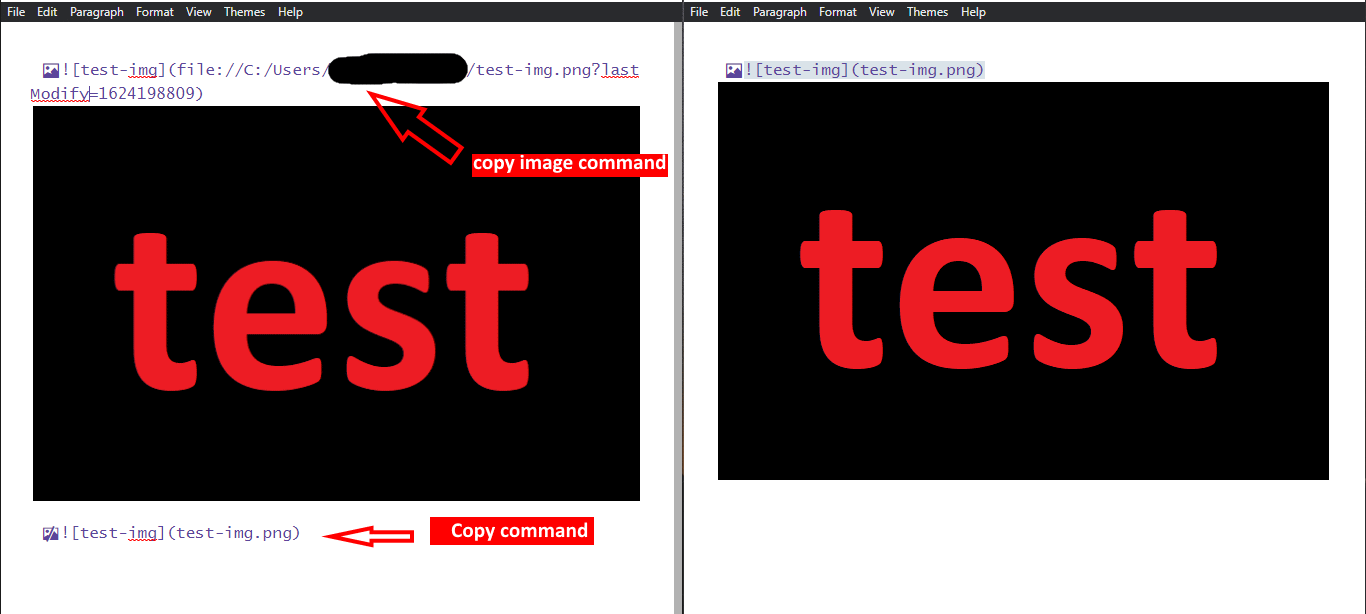 File Edit Paragraph Format View Themes Help
![test-img](file://C:/Users/ /test-img.png?last
Modify=1624198809)
copy image command
test
![test-img](test-img.png)
Copy command
File Edit Paragraph Format View Themes Help
![test-img](test-img.png)
test